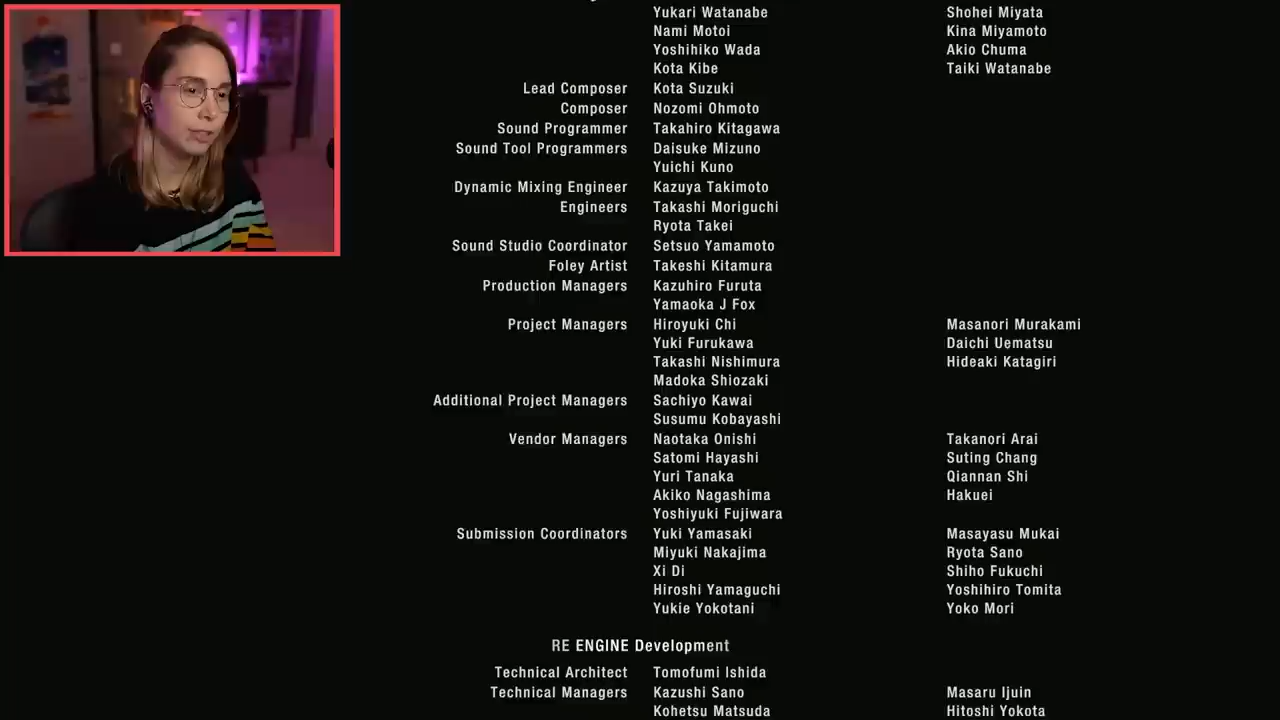 Yukari Watanabe Shohei Miyata
Nami Motoi Kina Miyamoto
Yoshihiko Wada Akio Chuma
Kota Kibe Taiki Watanabe
Lead Composer Kota Suzuki
Composer Nozomi Ohmoto
Sound Programmer Takahiro Kitagawa
Sound Tool Programmers Daisuke Mizuno
Yuichi Kuno
Dynamic Mixing Engineer Kazuya Takimoto
Engineers Takashi Moriguchi
Ryota Takei
Sound Studio Coordinator Setsuo Yamamoto
Foley Artist Takeshi Kitamura
Production Managers Kazuhiro Furuta
Yamaoka J Fox
Project Managers Hiroyuki Chi Masanori Murakami
Yuki Furukawa Daichi Uematsu
Takashi Nishimura Hideaki Katagiri
Madoka Shiozaki
Additional Project Managers Sachiyo Kawai
Susumu Kobayashi
Vendor Managers Naotaka Onishi Takanori Arai
Satomi Hayashi Suting Chang
Yuri Tanaka Qiannan Shi
Akiko Nagashima Hakuei
Yoshiyuki Fujiwara
Submission Coordinators Yuki Yamasaki Masayasu Mukai
Miyuki Nakajima Ryota Sano
Xi Di Shiho Fukuchi
Hiroshi Yamaguchi Yoshihiro Tomita
Yukie Yokotani Yoko Mori
RE ENGINE Development
Technical Architect Tomofumi Ishida
Technical Managers Kazushi Sano Masaru Ijuin
Kohetsu Matsuda Hitoshi Yokota